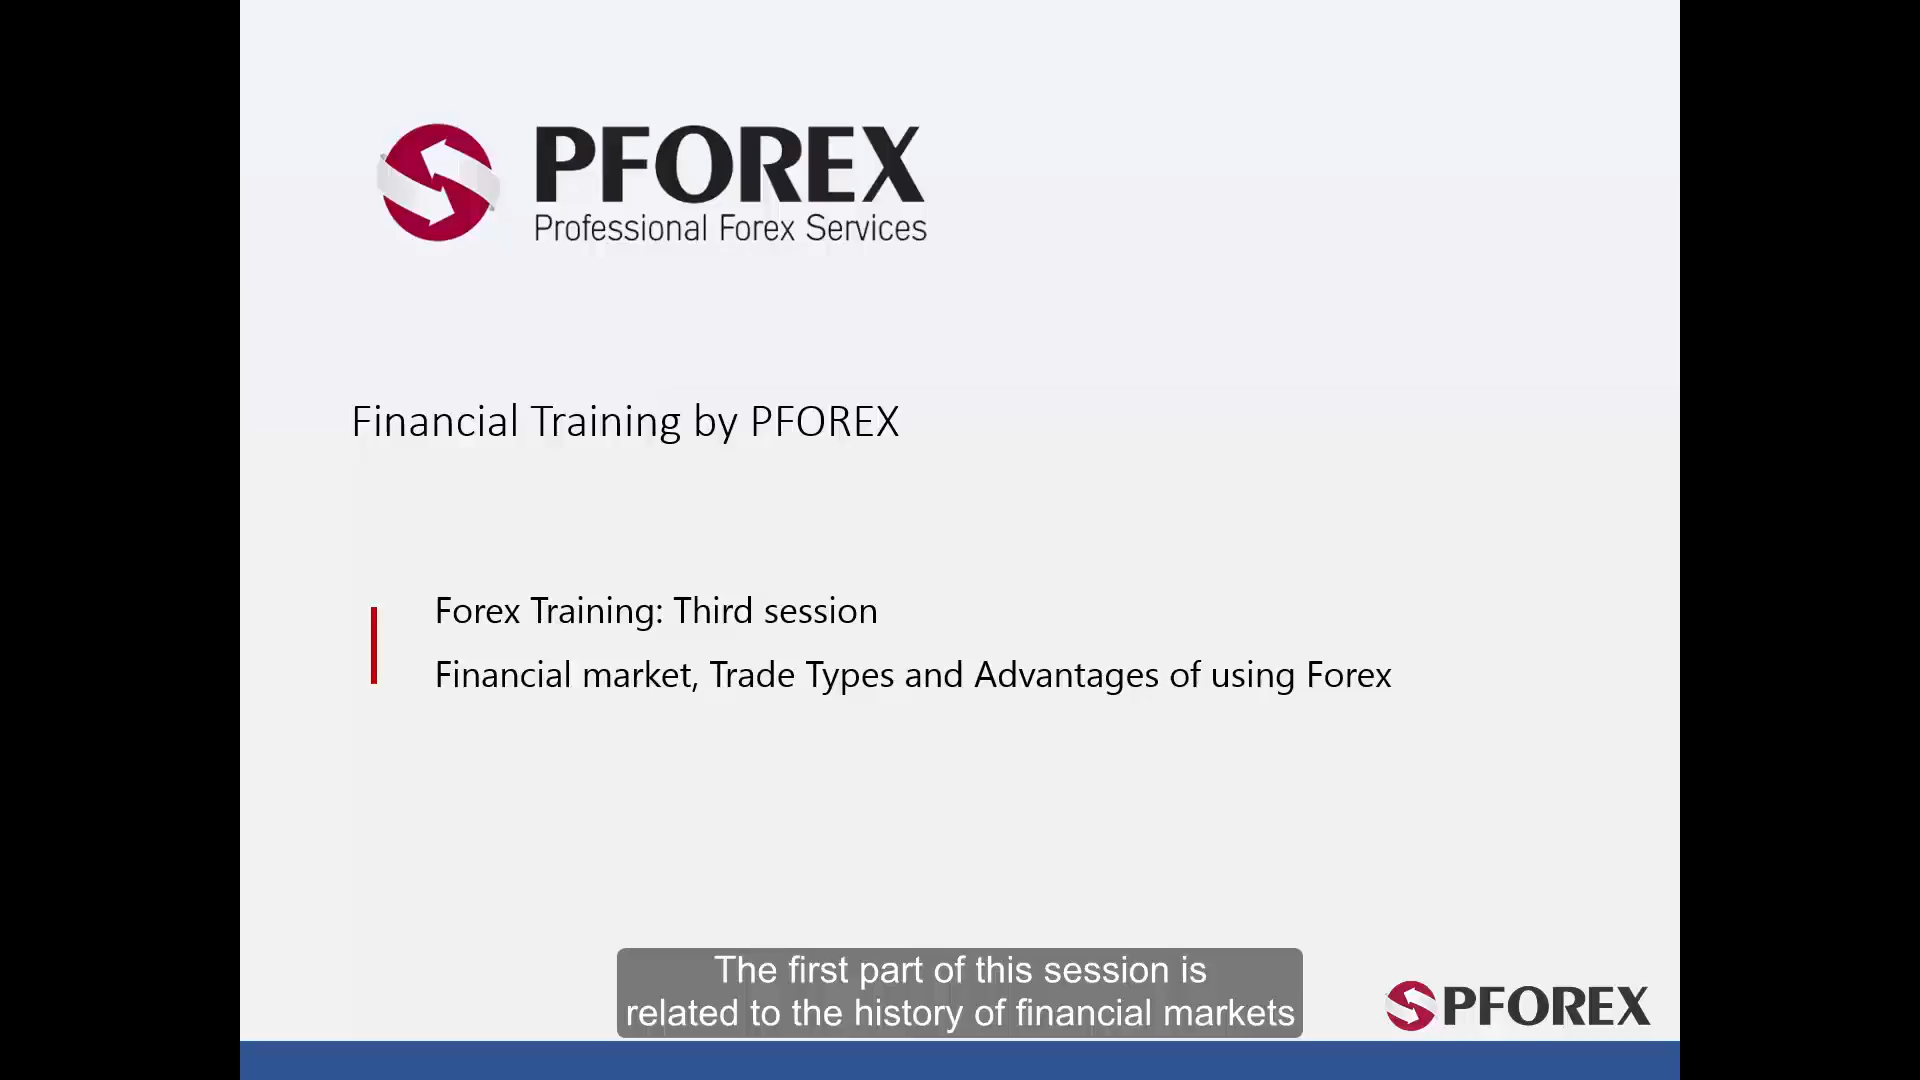 PFOREX
Professional Forex Services
Financial Training by PFOREX
Forex Training: Third session
Financial market, Trade Types and Advantages of using Forex
The first part of this session is
related to the history of financial markets
PFOREX